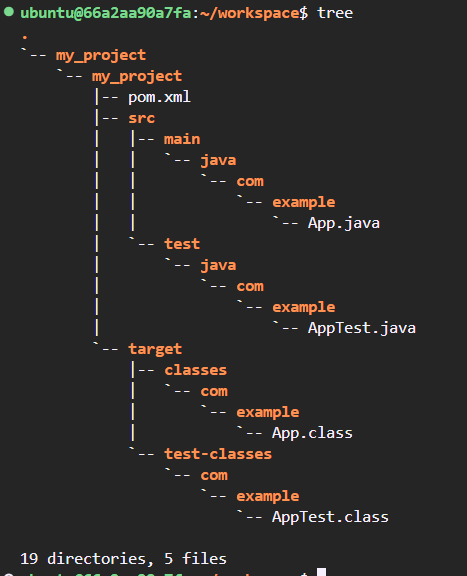 ubuntu@66a2aa90a7fa:~/workspace$ tree
.
`-- my_project
    `-- my_project
        |-- pom.xml
        |-- src
        |   |-- main
        |   |   `-- java
        |   |       `-- com
        |   |           `-- example
        |   |               `-- App.java
        |   `-- test
        |       `-- java
        |           `-- com
        |               `-- example
        |                   `-- AppTest.java
        `-- target
            |-- classes
            |   `-- com
            |       `-- example
            |           `-- App.class
            `-- test-classes
                `-- com
                    `-- example
                        `-- AppTest.class

19 directories, 5 files